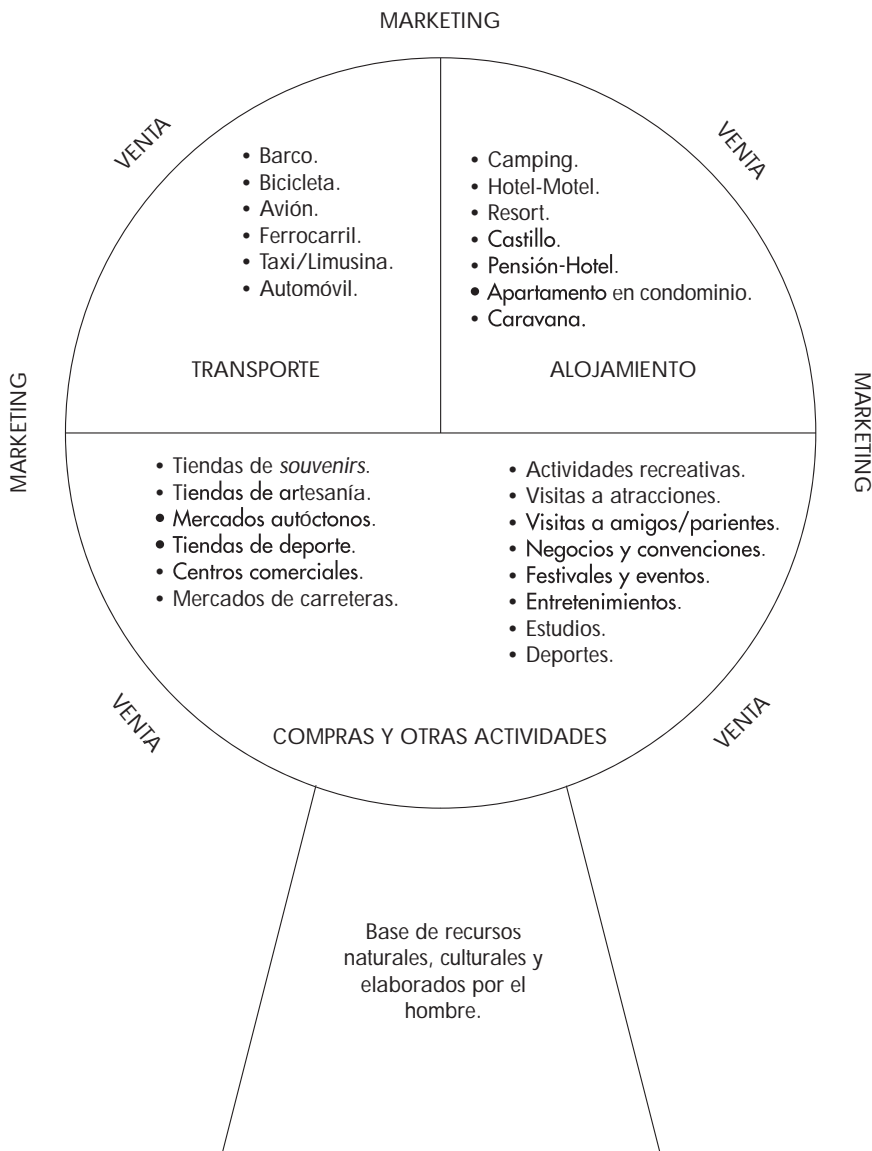 MARKETING
VENTA
VENTA
• Barco.
• Bicicleta.
• Avión.
• Ferrocarril.
• Taxi/Limusina.
• Automóvil.
TRANSPORTE
• Camping.
• Hotel-Motel.
• Resort.
• Castillo.
• Pensión-Hotel.
• Apartamento en condominio.
• Caravana.
ALOJAMIENTO
MARKETING
MARKETING
• Tiendas de souvenirs.
• Tiendas de artesanía.
• Mercados autóctonos.
• Tiendas de deporte.
• Centros comerciales.
• Mercados de carreteras.
• Actividades recreativas.
• Visitas a atracciones.
• Visitas a amigos/parientes.
• Negocios y convenciones.
• Festivales y eventos.
• Entretenimientos.
• Estudios.
• Deportes.
VENTA
VENTA
COMPRAS Y OTRAS ACTIVIDADES
Base de recursos
naturales, culturales y
elaborados por el
hombre.